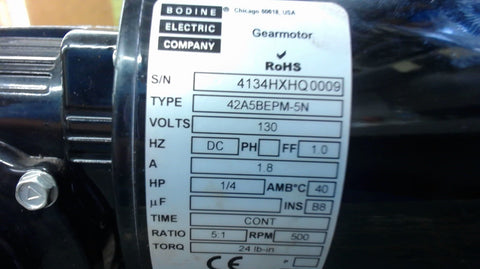 BODINE ® Chicago 60618, USA
ELECTRIC
COMPANY
Gearmotor
RoHS
S/N 4134HXHQ0009
TYPE 42A5BEPM-5N
VOLTS 130
HZ DC PH FF 1.0
A 1.8
HP 1/4 AMB°C 40
µF INS B8
TIME CONT
RATIO 5:1 RPM 500
TORQ 24 lb-in
CE